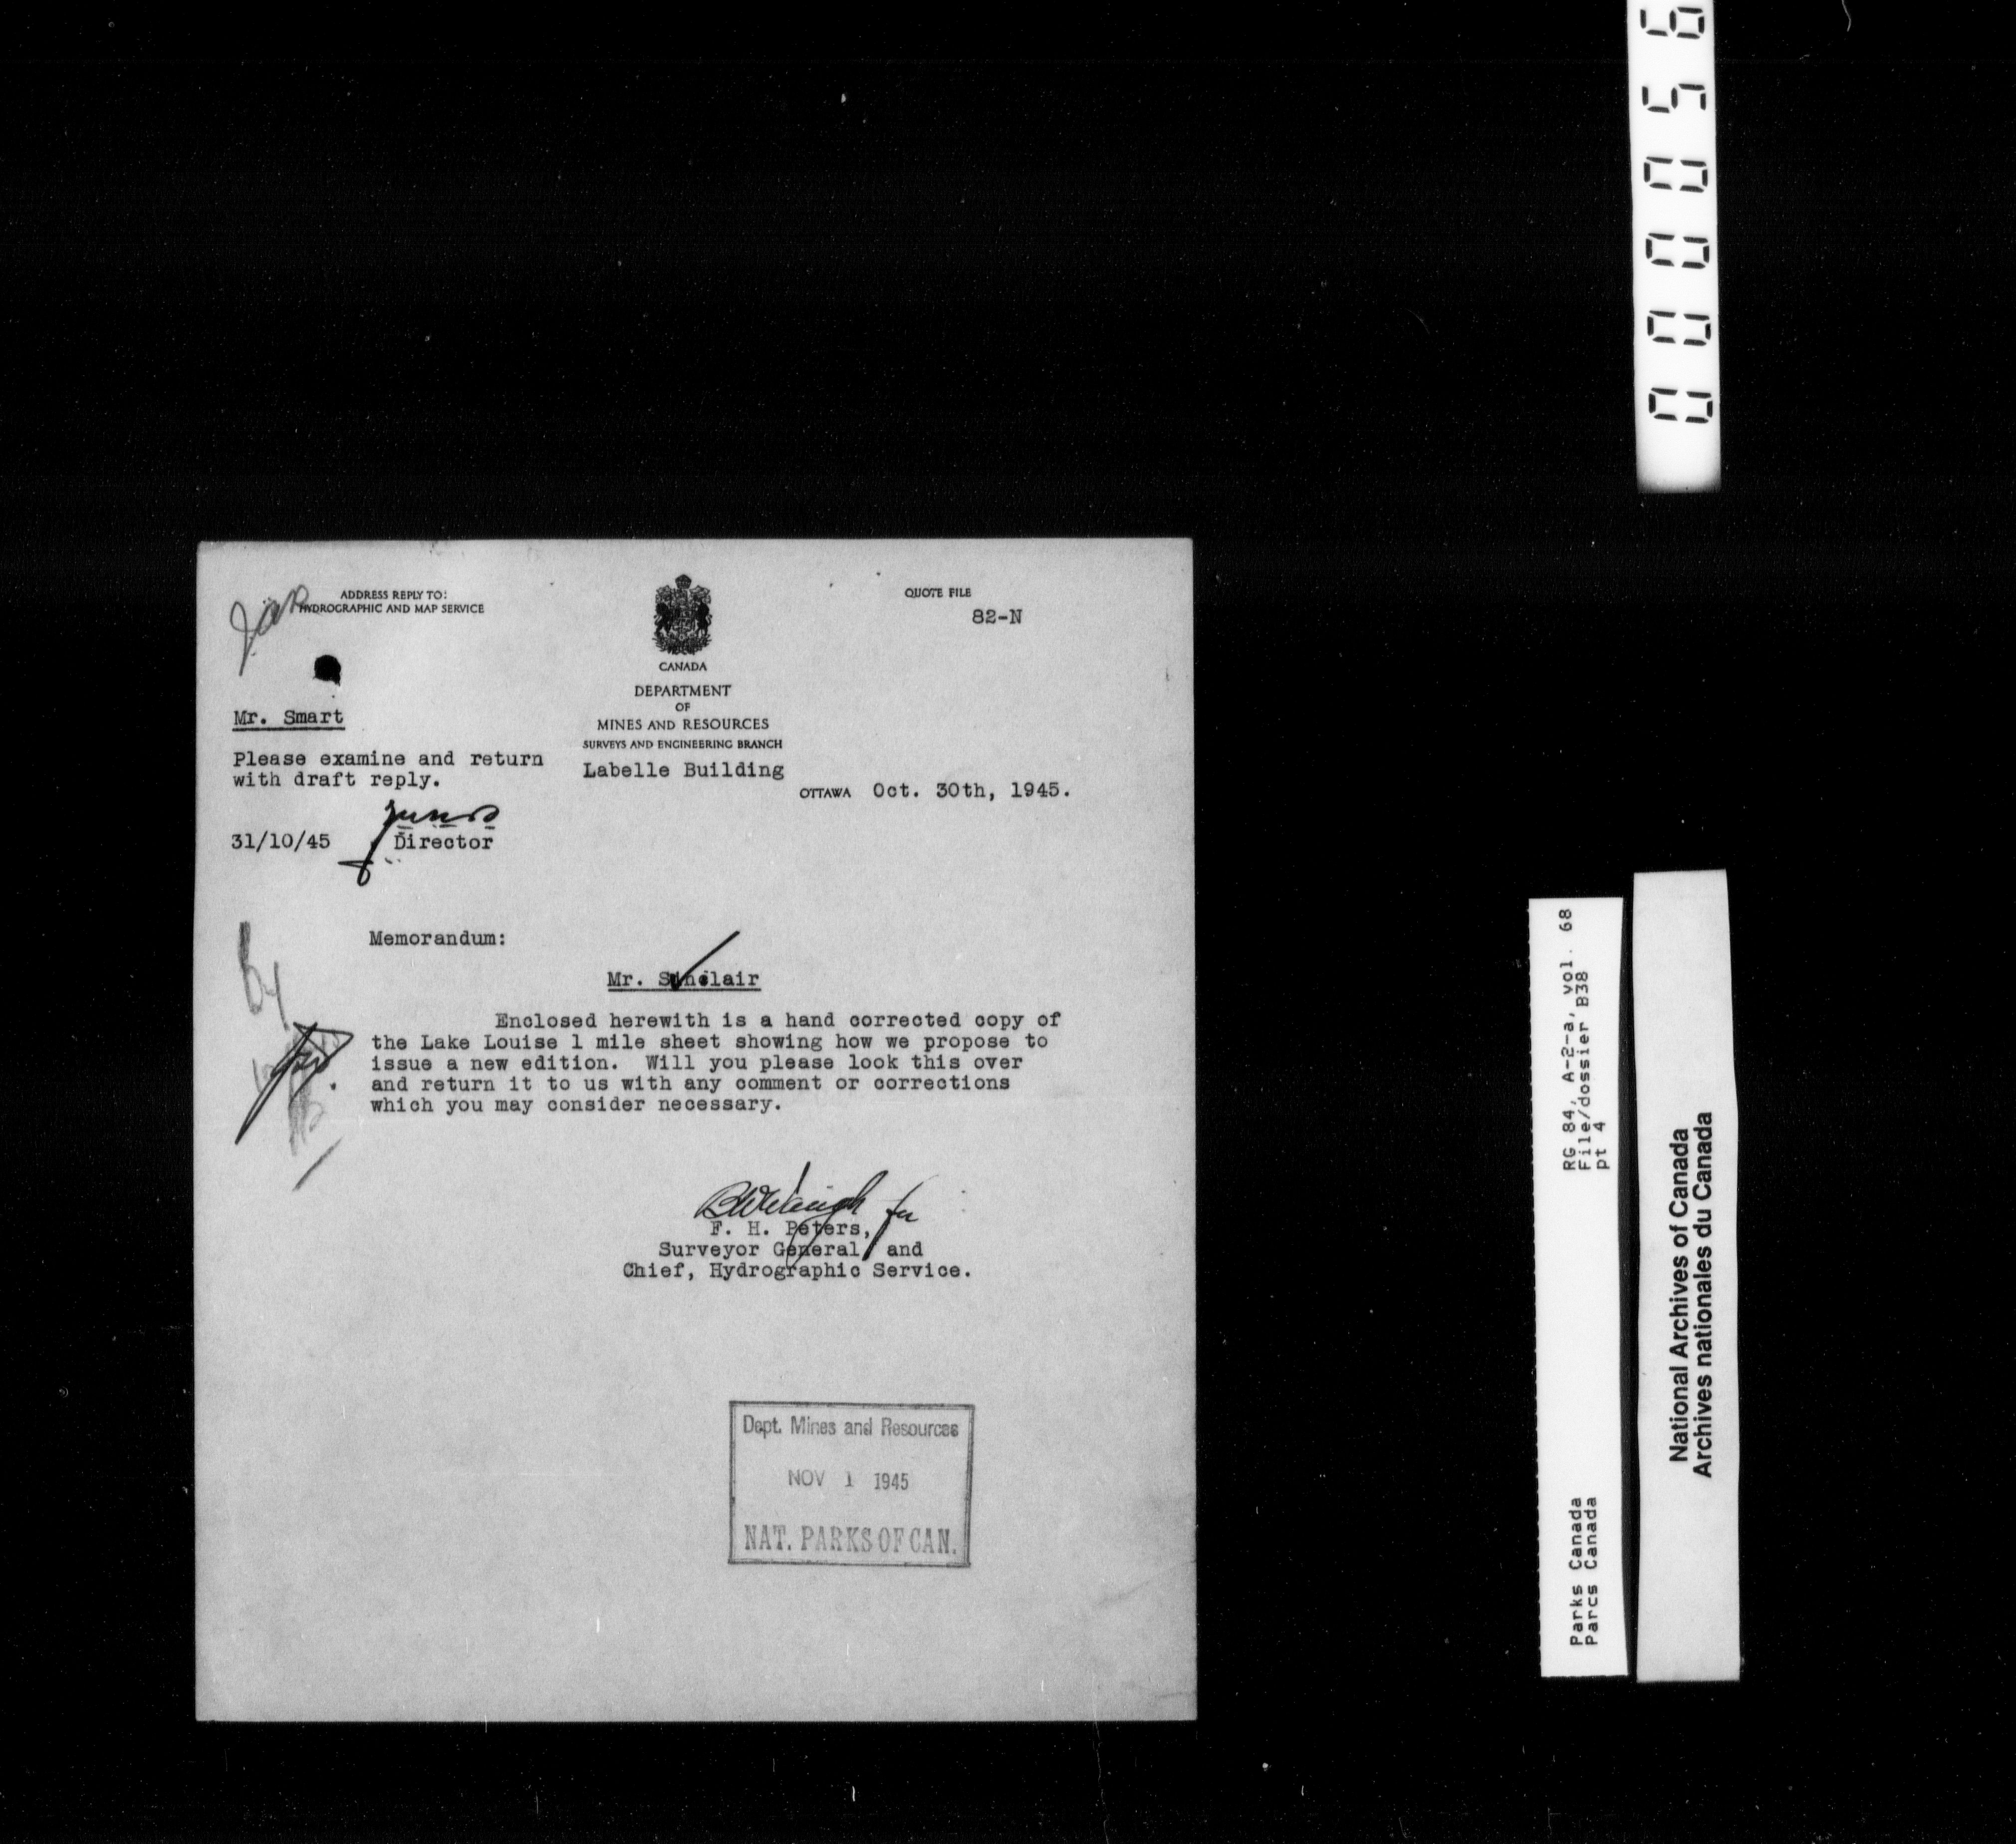 ADDRESS REPLY TO:
HYDROGRAPHIC AND MAP SERVICE
QUOTE FILE
82-N
CANADA
DEPARTMENT
OF
MINES AND RESOURCES
SURVEYS AND ENGINEERING BRANCH
Labelle Building
OTTAWA Oct. 30th, 1945.
Mr. Smart
Please examine and return
with draft reply.
31/10/45 Director
Memorandum:
Mr. Sinclair
Enclosed herewith is a hand corrected copy of
the Lake Louise 1 mile sheet showing how we propose to
issue a new edition. Will you please look this over
and return it to us with any comment or corrections
which you may consider necessary.
for
F. H. Peters,
Surveyor General and
Chief, Hydrographic Service.
Dept. Mines and Resources
NOV 1 1945
NAT. PARKS OF CAN.
000056
RG 84, A-2-a, vol. 68
File/dossier B38
pt 4
Parks Canada
Parcs Canada
National Archives of Canada
Archives nationales du Canada